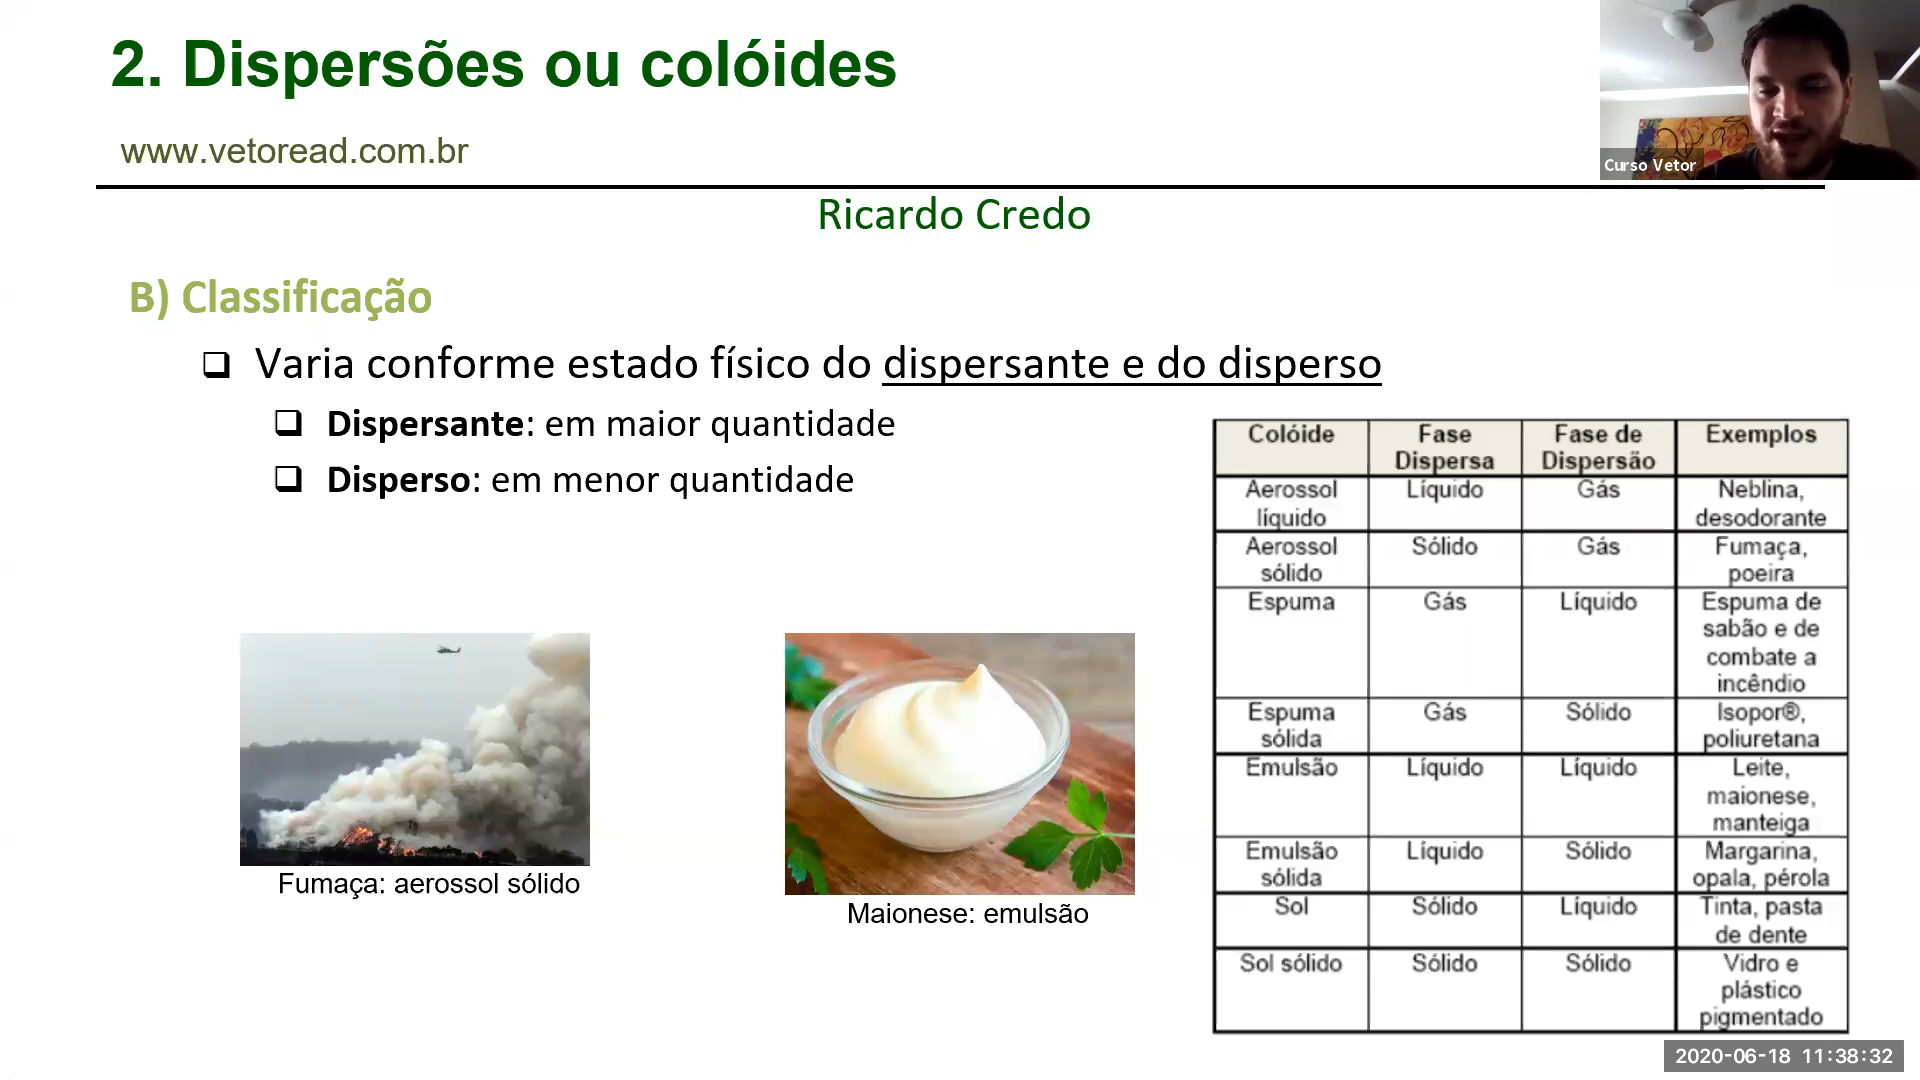 2. Dispersões ou colóides
www.vetoread.com.br
Curso Vetor
Ricardo Credo
B) Classificação
Varia conforme estado físico do dispersante e do disperso
Dispersante: em maior quantidade
Disperso: em menor quantidade
Colóide Fase Dispersa Fase de Dispersão Exemplos
Aerossol líquido Líquido Gás Neblina, desodorante
Aerossol sólido Sólido Gás Fumaça, poeira
Espuma Gás Líquido Espuma de sabão e de combate a incêndio
Espuma sólida Gás Sólido Isopor®, poliuretana
Emulsão Líquido Líquido Leite, maionese, manteiga
Emulsão sólida Líquido Sólido Margarina, opala, pérola
Sol Sólido Líquido Tinta, pasta de dente
Sol sólido Sólido Sólido Vidro e plástico pigmentado
Fumaça: aerossol sólido
Maionese: emulsão
2020-06-18 11:38:32